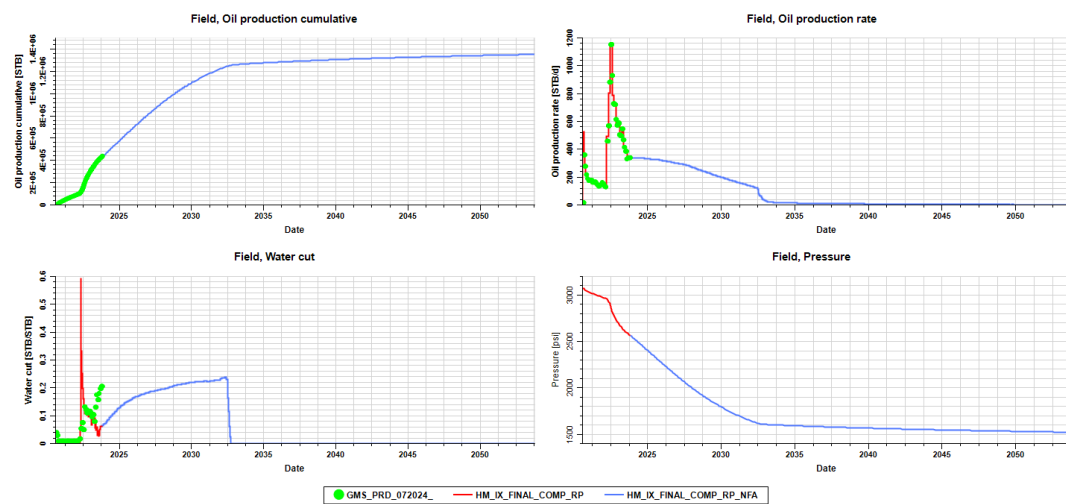 Field, Oil production cumulative
Oil production cumulative [STB]
0
2E+05
4E+05
6E+05
8E+05
1E+06
1.2E+06
1.4E+06
2025
2030
2035
2040
2045
2050
Date
Field, Oil production rate
Oil production rate [STB/d]
0
200
400
600
800
1000
1200
2025
2030
2035
2040
2045
2050
Date
Field, Water cut
Water cut [STB/STB]
0
0.1
0.2
0.3
0.4
0.5
0.6
2025
2030
2035
2040
2045
2050
Date
Field, Pressure
Pressure [psi]
1500
2000
2500
3000
2025
2030
2035
2040
2045
2050
Date
GMS_PRD_072024_
HM_IX_FINAL_COMP_RP
HM_IX_FINAL_COMP_RP_NFA